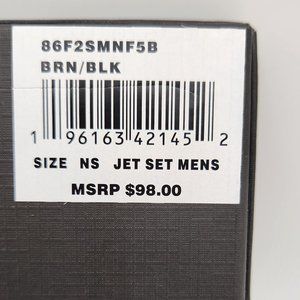 86F2SMNF5B
BRN/BLK
1 96163 42145 2
SIZE NS JET SET MENS
MSRP $98.00